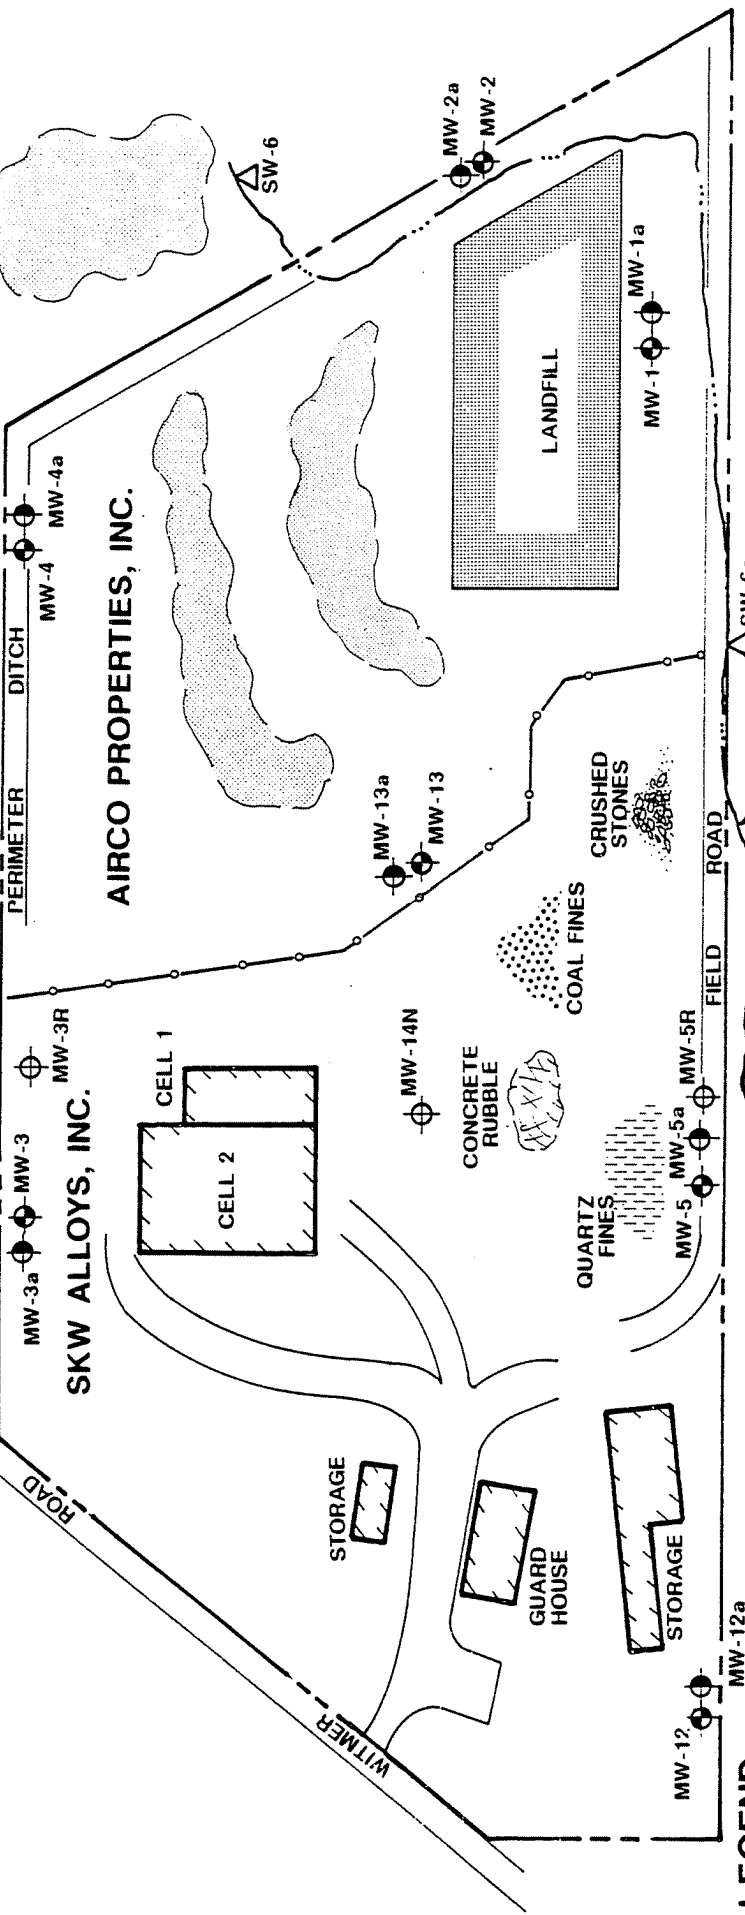 SW-6
MW-2a
MW-2
MW-1a
MW-1
LANDFILL
MW-4a
MW-4
PERIMETER DITCH
AIRCO PROPERTIES, INC.
MW-13a
MW-13
CRUSHED
STONES
COAL FINES
FIELD ROAD
MW-3R
MW-3
MW-3a
SKW ALLOYS, INC.
CELL 1
CELL 2
MW-14N
CONCRETE
RUBBLE
QUARTZ
FINES
MW-5R
MW-5a
MW-5
WITMER ROAD
STORAGE
GUARD
HOUSE
STORAGE
MW-12a
MW-12